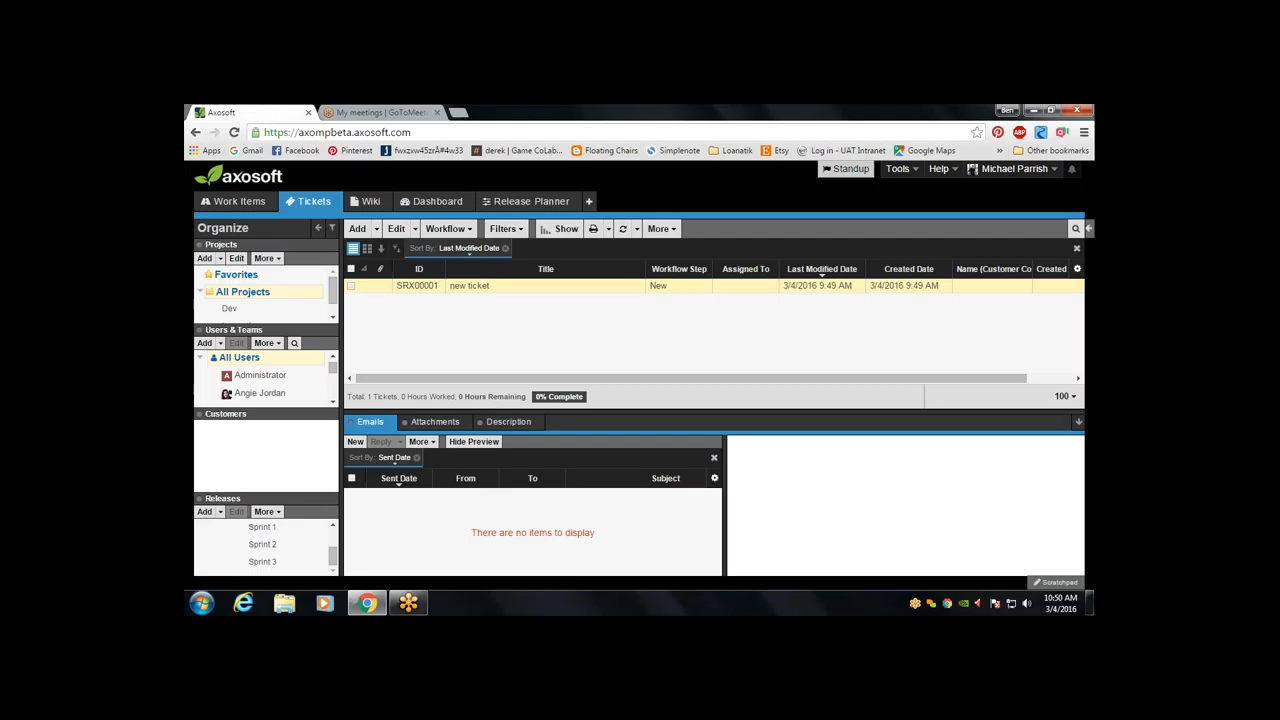 Axosoft
My meetings | GoToMeeti
Ben
https://axompbeta.axosoft.com
ABP
Apps
Gmail
Facebook
Pinterest
fwxzxw45zrÅ#4w33
derek | Game CoLab...
Floating Chairs
Simplenote
Loanatik
Etsy
Log in - UAT Intranet
Google Maps
»
Other bookmarks
axosoft
Standup
Tools
Help
Michael Parrish
Work Items
Tickets
Wiki
Dashboard
Release Planner
+
Organize
Projects
Add
Edit
More
Favorites
All Projects
Dev
Users & Teams
Add
Edit
More
All Users
A Administrator
Angie Jordan
Customers
Releases
Add
Edit
More
Sprint 1
Sprint 2
Sprint 3
Add
Edit
Workflow
Filters
Show
More
Sort By: Last Modified Date
ID
Title
Workflow Step
Assigned To
Last Modified Date
Created Date
Name (Customer Co
Created
SRX00001
new ticket
New
3/4/2016 9:49 AM
3/4/2016 9:49 AM
Total: 1 Tickets, 0 Hours Worked, 0 Hours Remaining
0% Complete
100
Emails
Attachments
Description
New
Reply
More
Hide Preview
Sort By: Sent Date
Sent Date
From
To
Subject
There are no items to display
Scratchpad
10:50 AM
3/4/2016